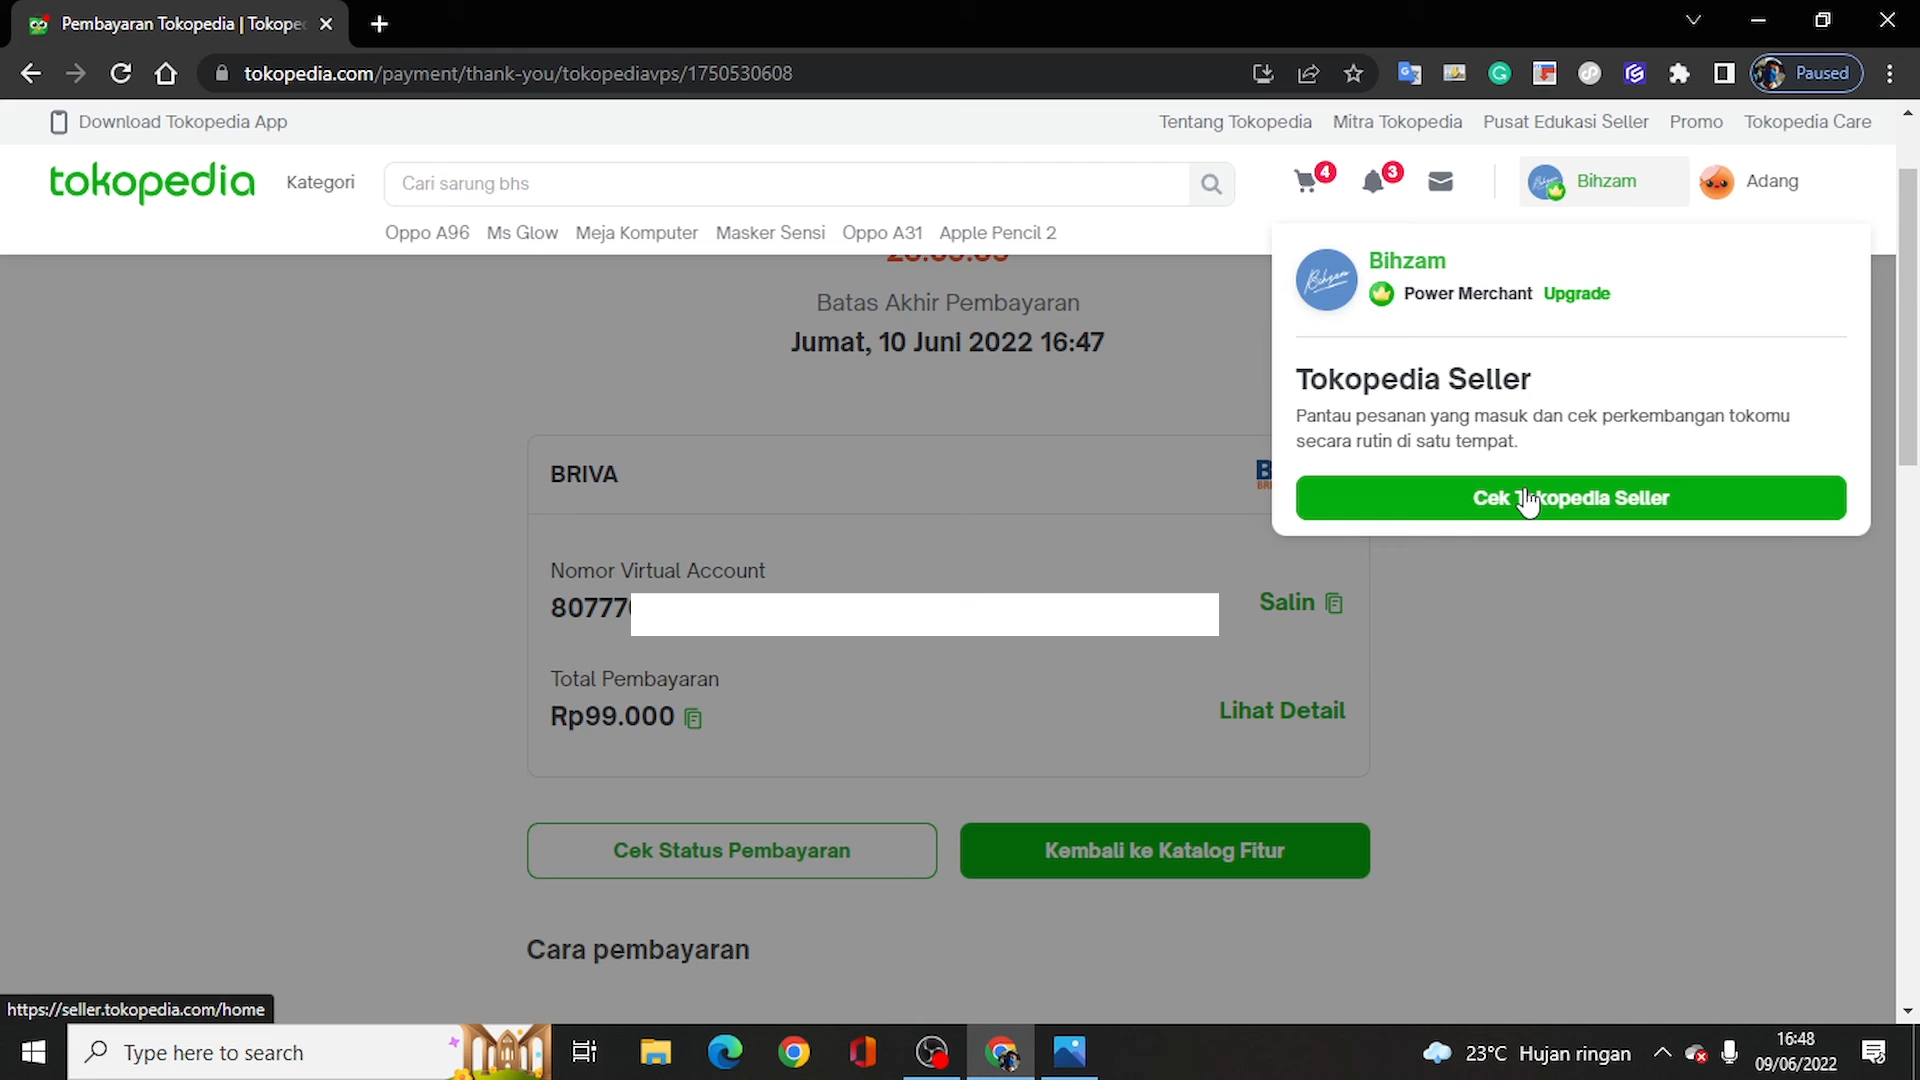 Pembayaran Tokopedia | Tokope
tokopedia.com/payment/thank-you/tokopediavps/1750530608
Paused
Download Tokopedia App
Tentang Tokopedia Mitra Tokopedia Pusat Edukasi Seller Promo Tokopedia Care
tokopedia Kategori Cari sarung bhs 4 3 Bihzam Adang
Oppo A96 Ms Glow Meja Komputer Masker Sensi Oppo A31 Apple Pencil 2
Batas Akhir Pembayaran
Jumat, 10 Juni 2022 16:47
Bihzam
Power Merchant Upgrade
Tokopedia Seller
Pantau pesanan yang masuk dan cek perkembangan tokomu
secara rutin di satu tempat.
Cek Tokopedia Seller
BRIVA
Nomor Virtual Account
80777
Salin
Total Pembayaran
Rp99.000
Lihat Detail
Cek Status Pembayaran
Kembali ke Katalog Fitur
Cara pembayaran
https://seller.tokopedia.com/home
Type here to search
23°C Hujan ringan
16:48
09/06/2022